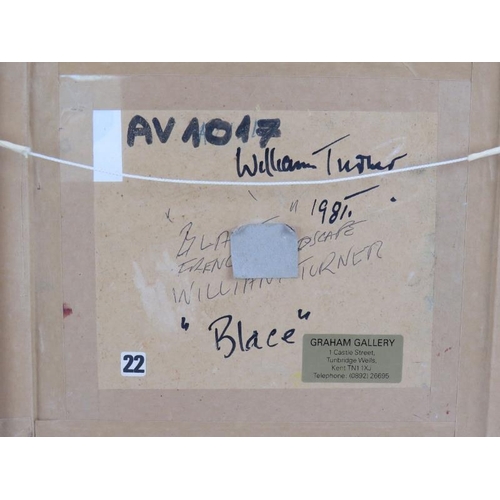 AV1017
William Turner
" 1981.
FRENCH
WILLIAM TURNER
"Blace"
22
GRAHAM GALLERY
1 Castle Street,
Tunbridge Wells,
Kent TN1 1XJ
Telephone: (0892) 26695